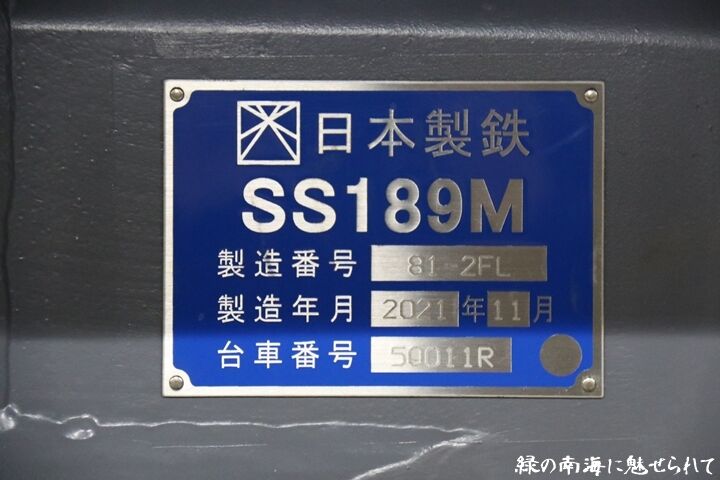 日本製鉄
SS189M
製造番号 81-2FL
製造年月 2021年11月
台車番号 50011R
緑の南海に魅せられて